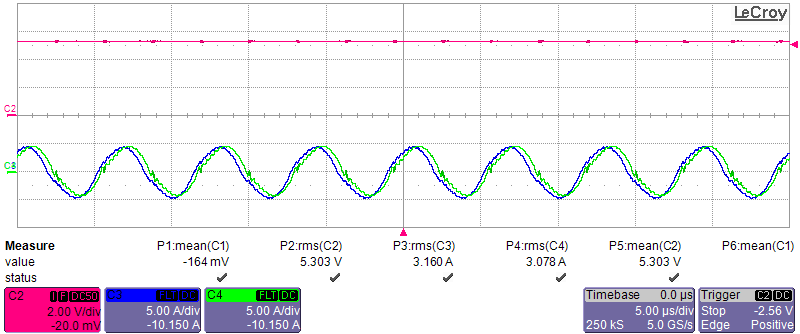 LeCroy
C2
C3
Measure P1:mean(C1) P2:rms(C2) P3:rms(C3) P4:rms(C4) P5:mean(C2) P6:mean(C1)
value -164 mV 5.303 V 3.160 A 3.078 A 5.303 V
status
C2 I F DC50 C3 FLT DC C4 FLT DC Timebase 0.0 µs Trigger C2 DC
2.00 V/div 5.00 A/div 5.00 A/div 5.00 µs/div Stop -2.56 V
-20.0 mV -10.150 A -10.150 A 250 kS 5.0 GS/s Edge Positive